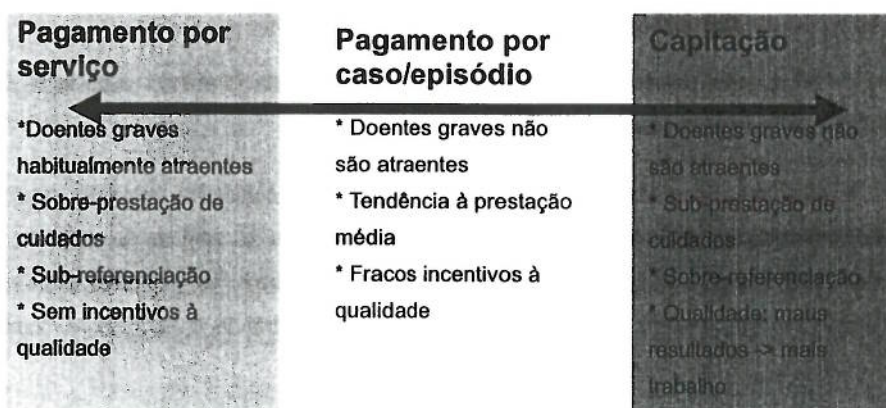 Pagamento por
serviço
*Doentes graves
habitualmente atraentes
* Sobre-prestação de
cuidados
* Sub-referenciação
* Sem incentivos à
qualidade
Pagamento por
caso/episódio
* Doentes graves não
são atraentes
* Tendência à prestação
média
* Fracos incentivos à
qualidade
Capitação
* Doentes graves não
são atraentes
* Sub-prestação de
cuidados
* Sobre-referenciação
* Qualidade: maus
resultados -> mais
trabalho